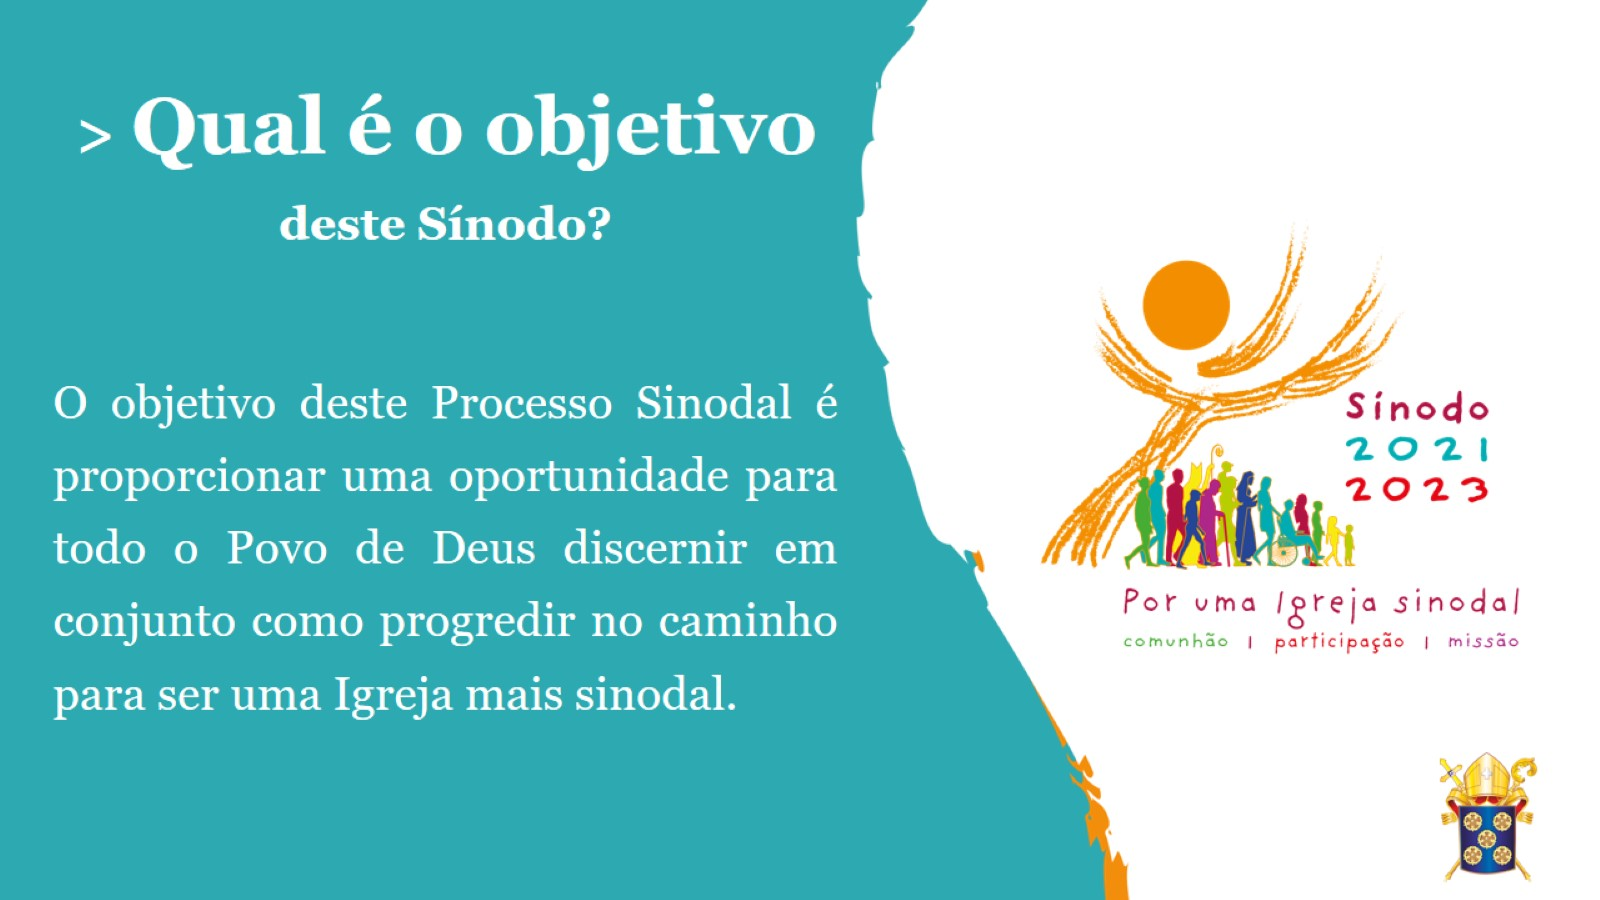 > Qual é o objetivo
deste Sínodo?
O objetivo deste Processo Sinodal é
proporcionar uma oportunidade para
todo o Povo de Deus discernir em
conjunto como progredir no caminho
para ser uma Igreja mais sinodal.
Sínodo
2021
2023
Por uma Igreja sinodal
comunhão | participação | missão